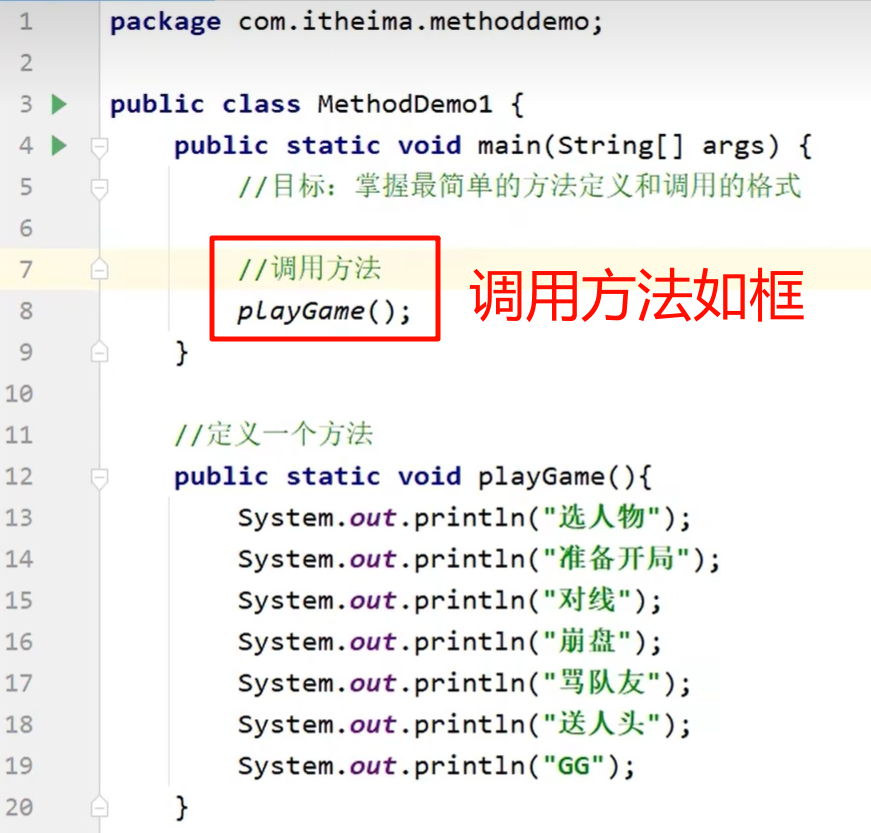 1 package com.itheima.methoddemo;
2
3 public class MethodDemo1 {
4 public static void main(String[] args) {
5 //目标：掌握最简单的方法定义和调用的格式
6
7 //调用方法
8 playGame();
调用方法如框
9 }
10
11 //定义一个方法
12 public static void playGame(){
13 System.out.println("选人物");
14 System.out.println("准备开局");
15 System.out.println("对线");
16 System.out.println("崩盘");
17 System.out.println("骂队友");
18 System.out.println("送人头");
19 System.out.println("GG");
20 }